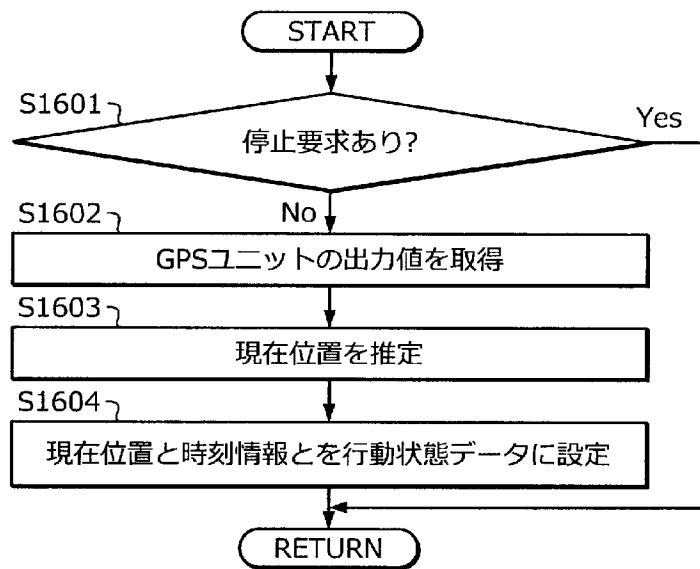 START
S1601
停止要求あり?
Yes
No
S1602
GPSユニットの出力値を取得
S1603
現在位置を推定
S1604
現在位置と時刻情報とを行動状態データに設定
RETURN